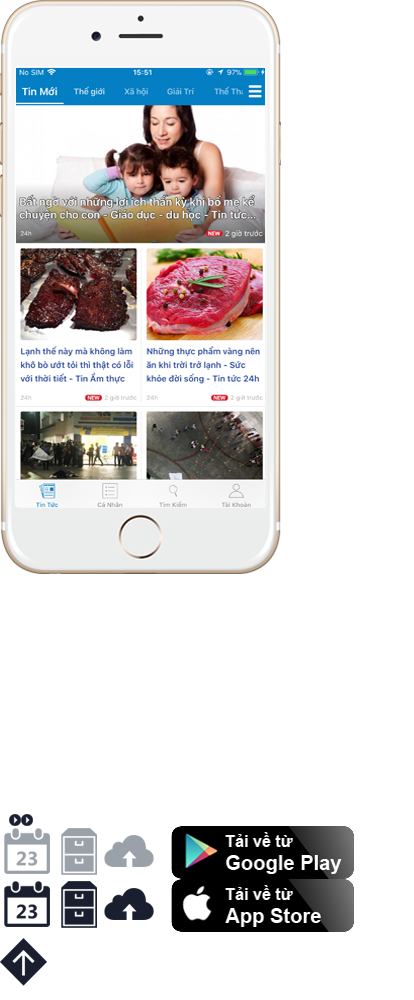 No SIM 15:51 97%
Tin Mới Thế giới Xã hội Giải Trí Thể Tha
Bất ngờ với những lợi ích thần kỳ khi bố mẹ kể
chuyện cho con - Giáo dục - du học - Tin tức...
24h NEW 2 giờ trước
Lạnh thế này mà không làm
khô bò ướt tỏi thì thật có lỗi
với thời tiết - Tin Ẩm thực
24h NEW 2 giờ trước
Những thực phẩm vàng nên
ăn khi trời trở lạnh - Sức
khỏe đời sống - Tin tức 24h
24h NEW 2 giờ trước
Tin Tức Cá Nhân Tìm Kiếm Tài Khoản
23
Tải về từ
Google Play
23
Tải về từ
App Store